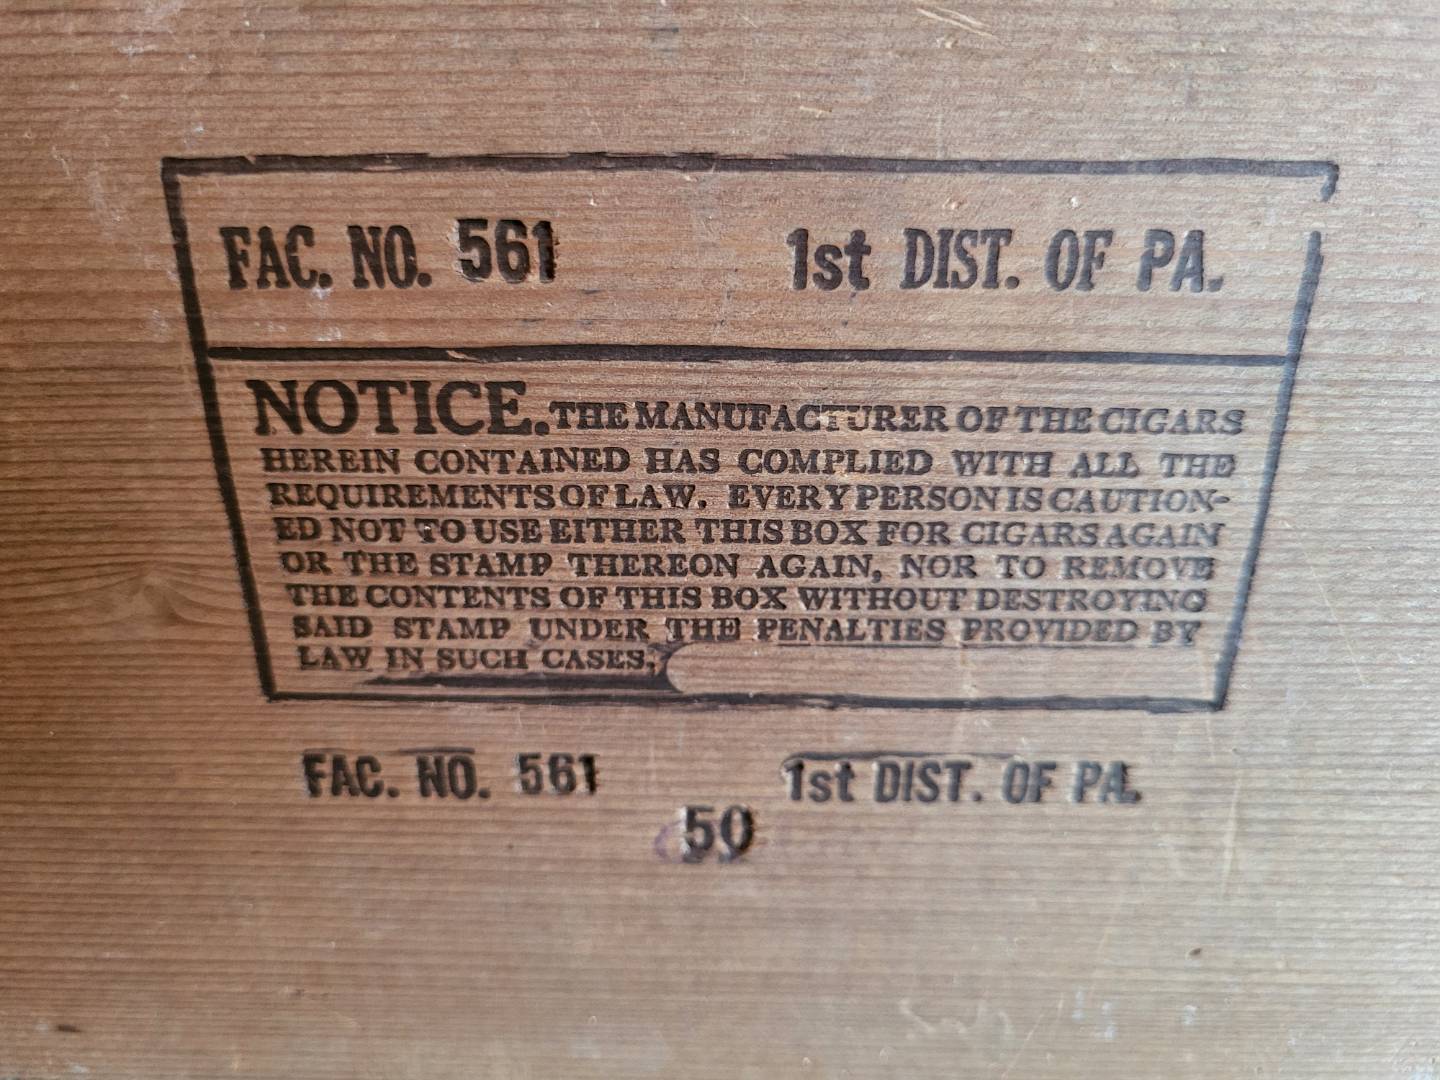 FAC. NO. 561 1st DIST. OF PA.
NOTICE. THE MANUFACTURER OF THE CIGARS
HEREIN CONTAINED HAS COMPLIED WITH ALL THE
REQUIREMENTS OF LAW. EVERY PERSON IS CAUTION-
ED NOT TO USE EITHER THIS BOX FOR CIGARS AGAIN
OR THE STAMP THEREON AGAIN, NOR TO REMOVE
THE CONTENTS OF THIS BOX WITHOUT DESTROYING
SAID STAMP UNDER THE PENALTIES PROVIDED BY
LAW IN SUCH CASES.
FAC. NO. 561 1st DIST. OF PA.
50